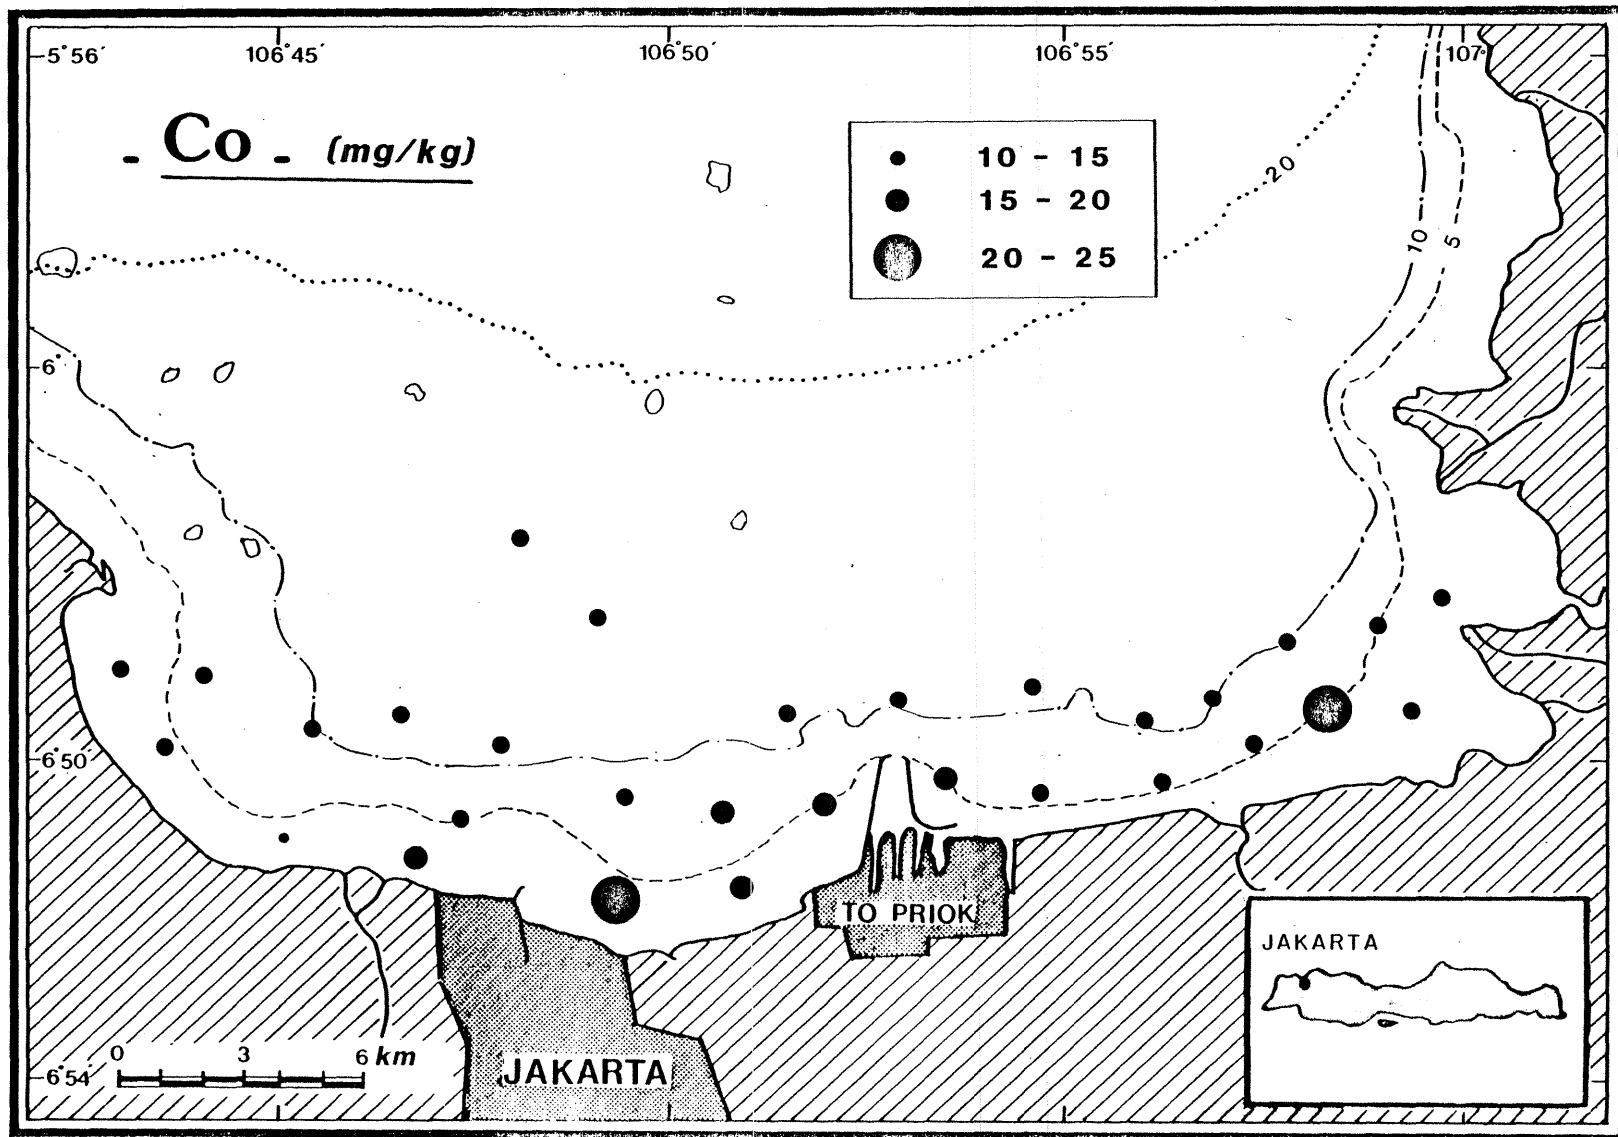 5°56′ 106°45′ 106°50′ 106°55′ 107°
- Co - (mg/kg)
10 - 15
15 - 20
20 - 25
20
10
5
6°
6°50′
TO PRIOK
JAKARTA
0 3 6 km
6°54′
JAKARTA